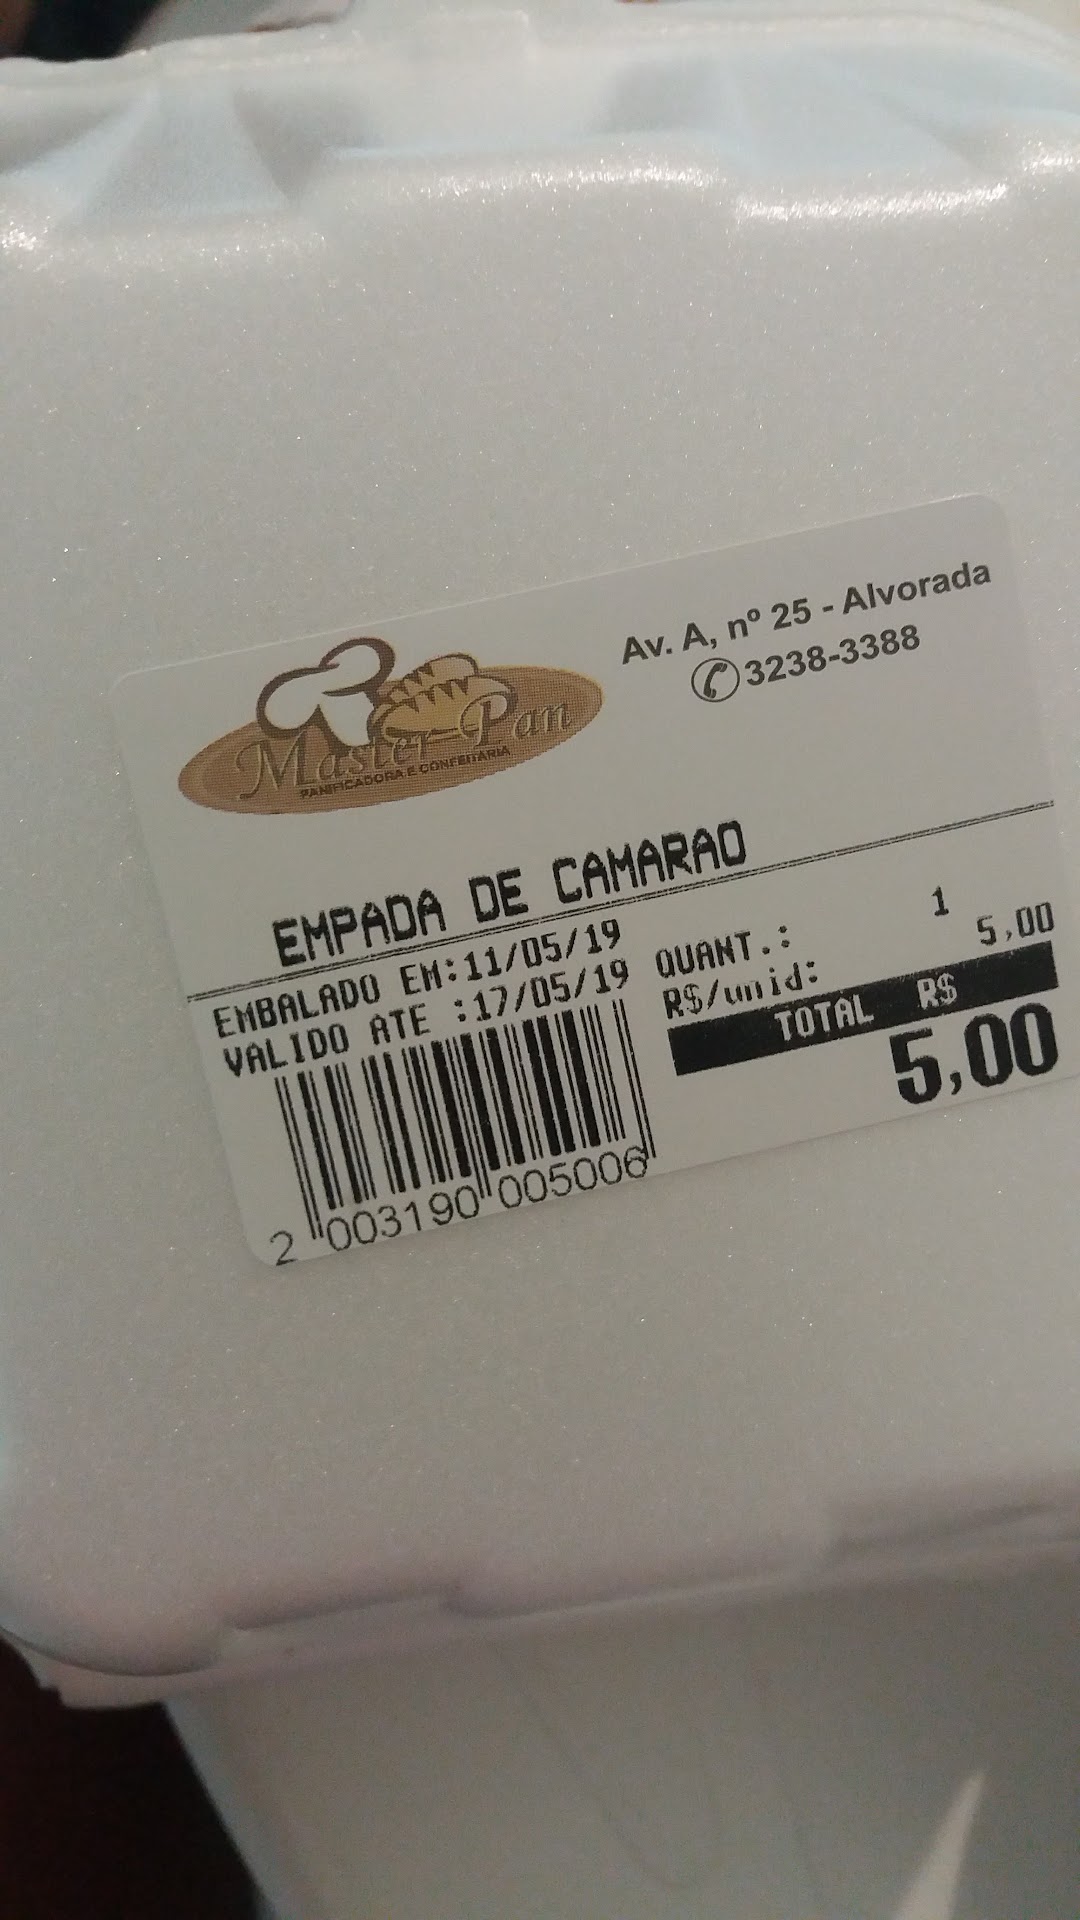 Master Pan
PANIFICADORA E CONFEITARIA
Av. A, nº 25 - Alvorada
3238-3388
EMPADA DE CAMARAO
EMBALADO EM:11/05/19
VALIDO ATE :17/05/19
QUANT.: 1
R$/unid: 5,00
TOTAL R$
5,00
2 003190 005006